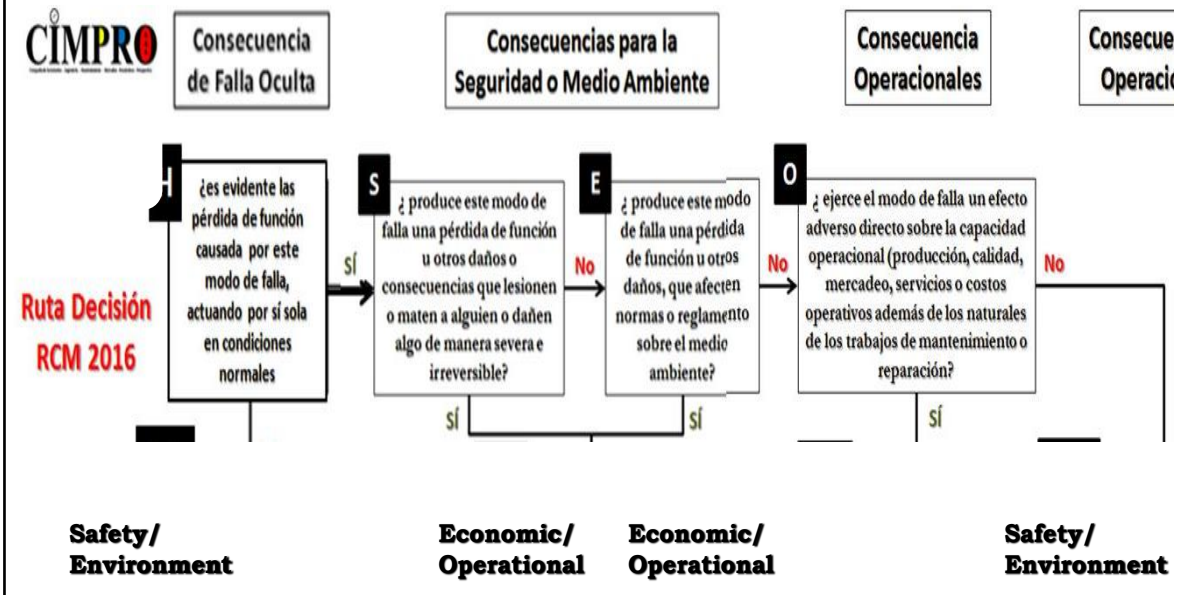 CIMPRO
Consecuencia
de Falla Oculta
Consecuencias para la
Seguridad o Medio Ambiente
Consecuencia
Operacionales
Consecue
Operacio
Ruta Decisión
RCM 2016
H
¿es evidente las
pérdida de función
causada por este
modo de falla,
actuando por sí sola
en condiciones
normales
SÍ
S
¿ produce este modo de
falla una pérdida de función
u otros daños o
consecuencias que lesionen
o maten a alguien o dañen
algo de manera severa e
irreversible?
No
SÍ
E
¿ produce este modo
de falla una pérdida
de función u otros
daños, que afecten
normas o reglamento
sobre el medio
ambiente?
No
SÍ
O
¿ ejerce el modo de falla un efecto
adverso directo sobre la capacidad
operacional (producción, calidad,
mercadeo, servicios o costos
operativos además de los naturales
de los trabajos de mantenimiento o
reparación?
No
SÍ
Safety/
Environment
Economic/
Operational
Economic/
Operational
Safety/
Environment